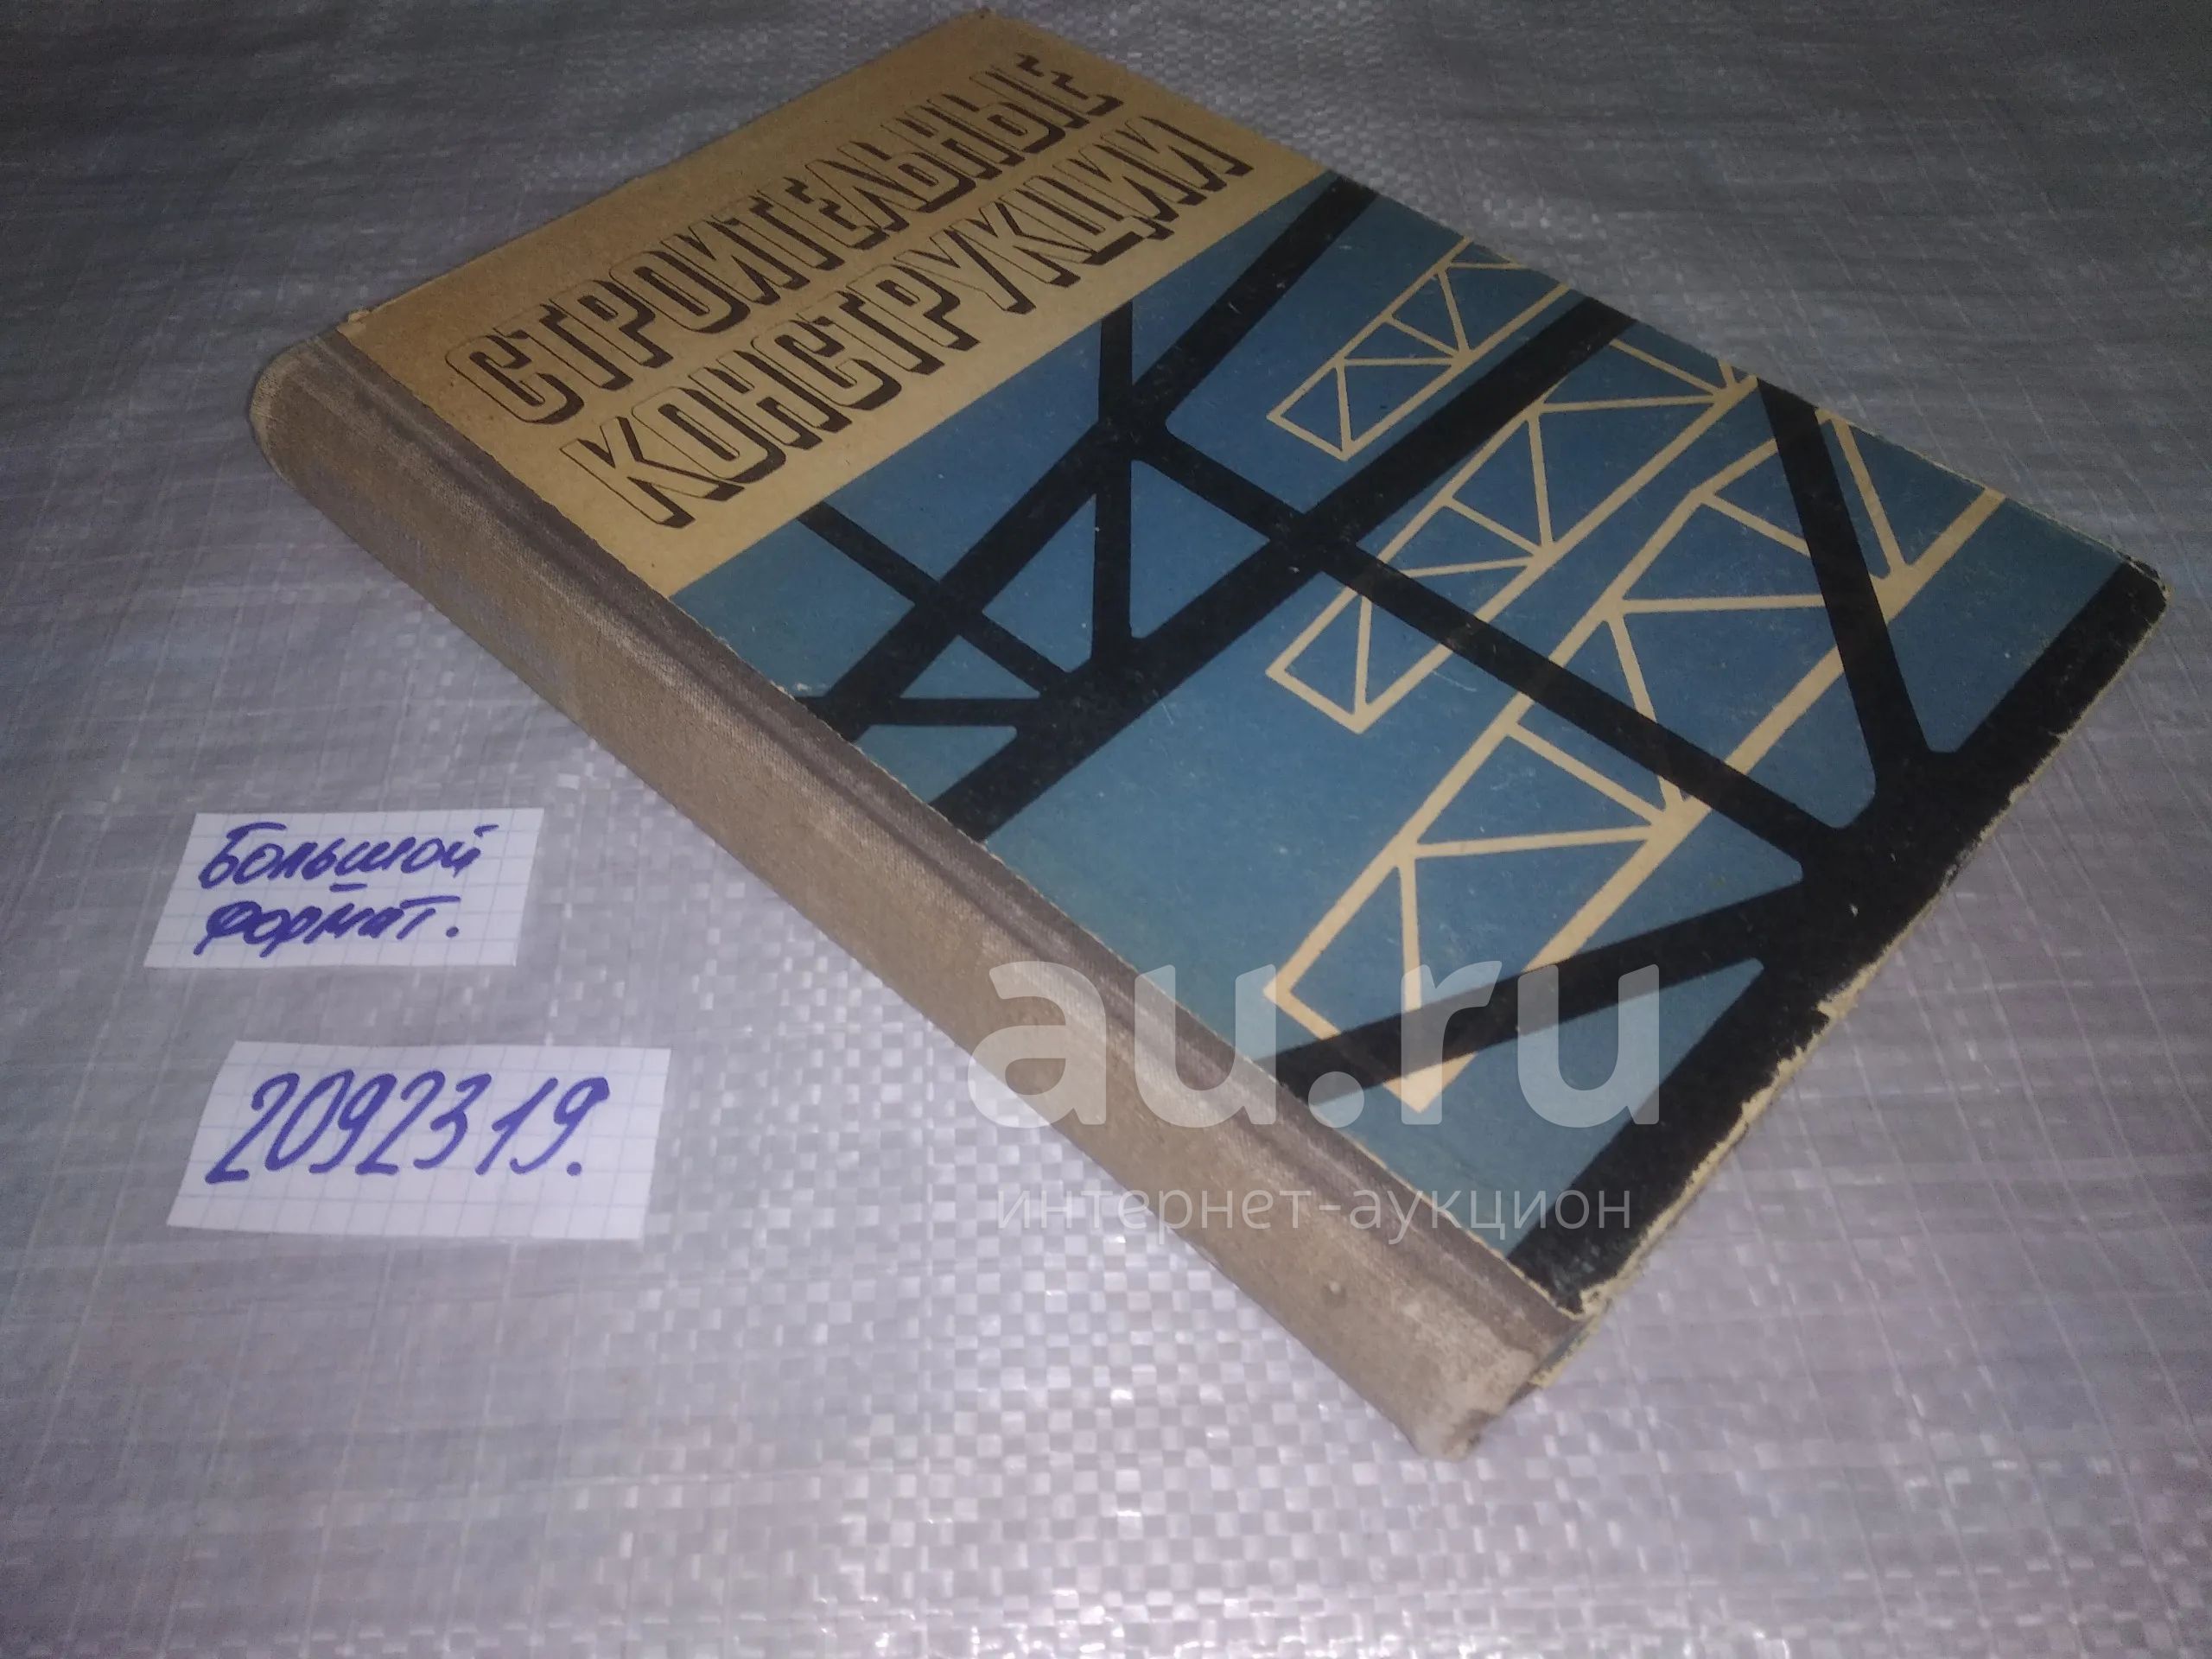 СТРОИТЕЛЬНЫЕ
КОНСТРУКЦИИ
Большой
формат.
2092319.
au.ru
интернет-аукцион